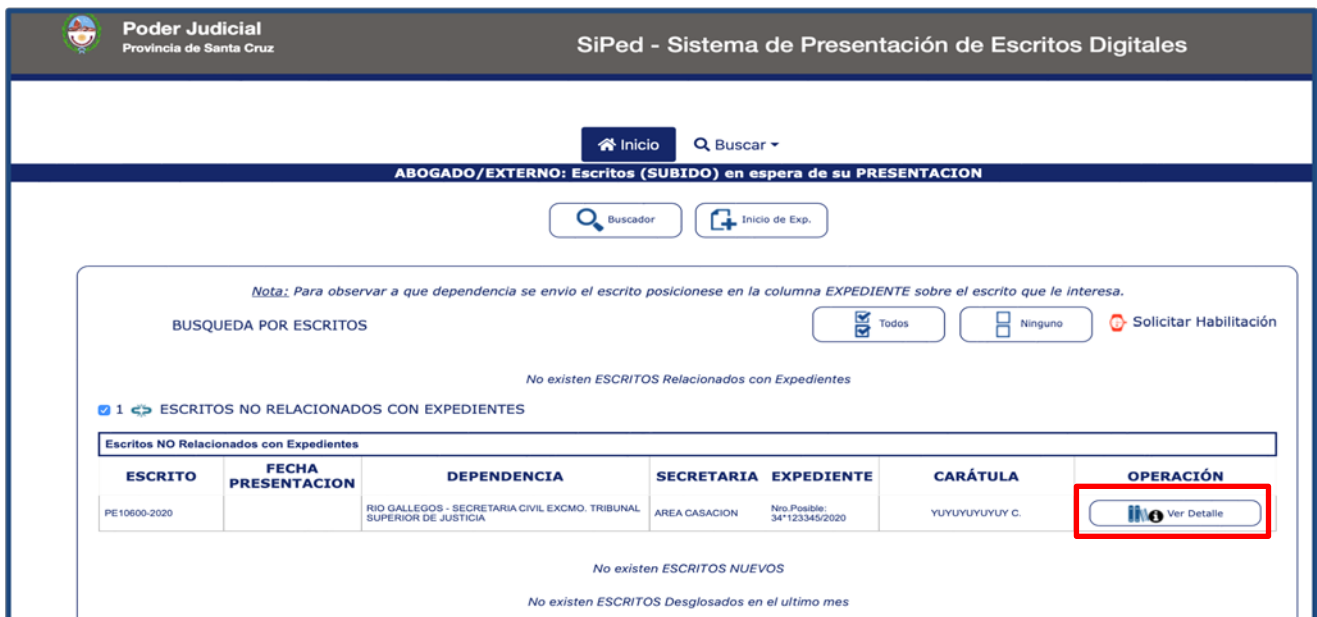 Poder Judicial
Provincia de Santa Cruz
SiPed - Sistema de Presentación de Escritos Digitales
Inicio
Buscar
ABOGADO/EXTERNO: Escritos (SUBIDO) en espera de su PRESENTACION
Buscador
Inicio de Exp.
Nota: Para observar a que dependencia se envio el escrito posicionese en la columna EXPEDIENTE sobre el escrito que le interesa.
BUSQUEDA POR ESCRITOS
Todos
Ninguno
Solicitar Habilitación
No existen ESCRITOS Relacionados con Expedientes
1 ESCRITOS NO RELACIONADOS CON EXPEDIENTES
Escritos NO Relacionados con Expedientes
ESCRITO FECHA PRESENTACION DEPENDENCIA SECRETARIA EXPEDIENTE CARÁTULA OPERACIÓN
PE10600-2020
RIO GALLEGOS - SECRETARIA CIVIL EXCMO. TRIBUNAL
SUPERIOR DE JUSTICIA
AREA CASACION
Nro.Posible:
34*123345/2020
YUYUYUYUYUY C.
Ver Detalle
No existen ESCRITOS NUEVOS
No existen ESCRITOS Desglosados en el ultimo mes